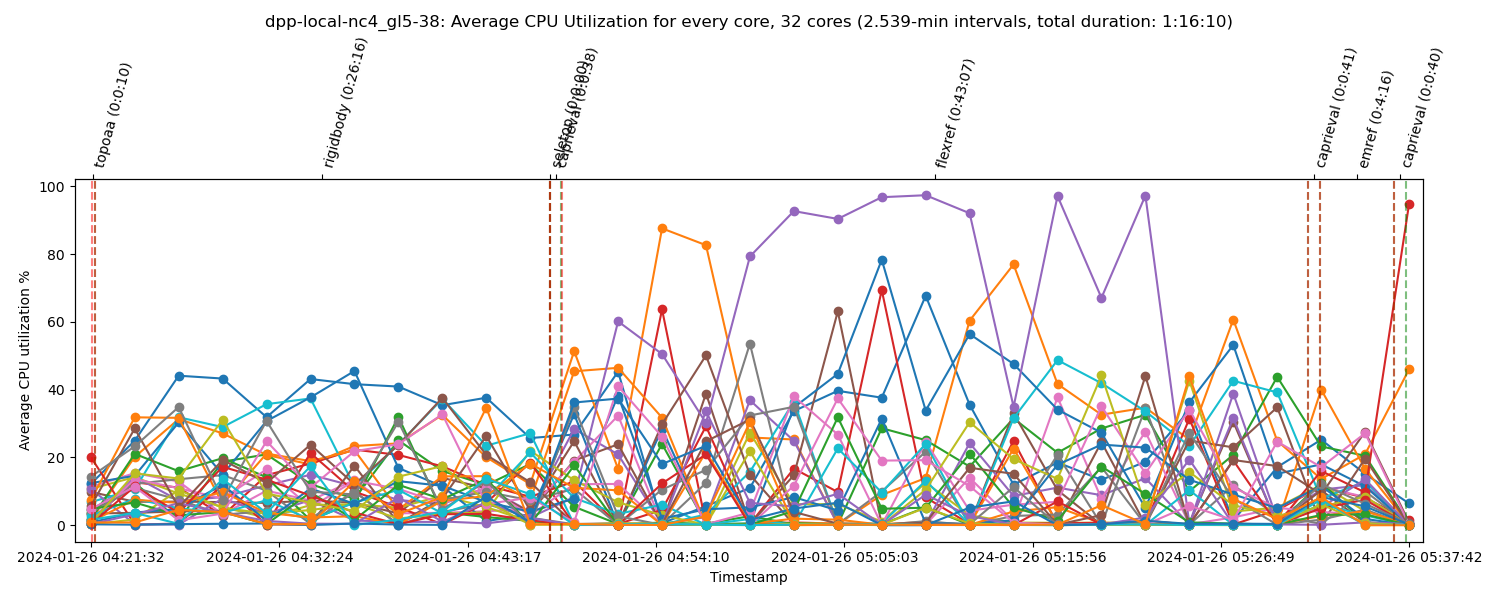 dpp-local-nc4_gl5-38: Average CPU Utilization for every core, 32 cores (2.539-min intervals, total duration: 1:16:10)
topoaa (0:0:10)
rigidbody (0:26:16)
seletop (0:0:00)
caprieval (0:0:38)
flexref (0:43:07)
caprieval (0:0:41)
emref (0:4:16)
caprieval (0:0:40)
100
80
60
40
20
0
Average CPU utilization %
2024-01-26 04:21:32
2024-01-26 04:32:24
2024-01-26 04:43:17
2024-01-26 04:54:10
2024-01-26 05:05:03
2024-01-26 05:15:56
2024-01-26 05:26:49
2024-01-26 05:37:42
Timestamp